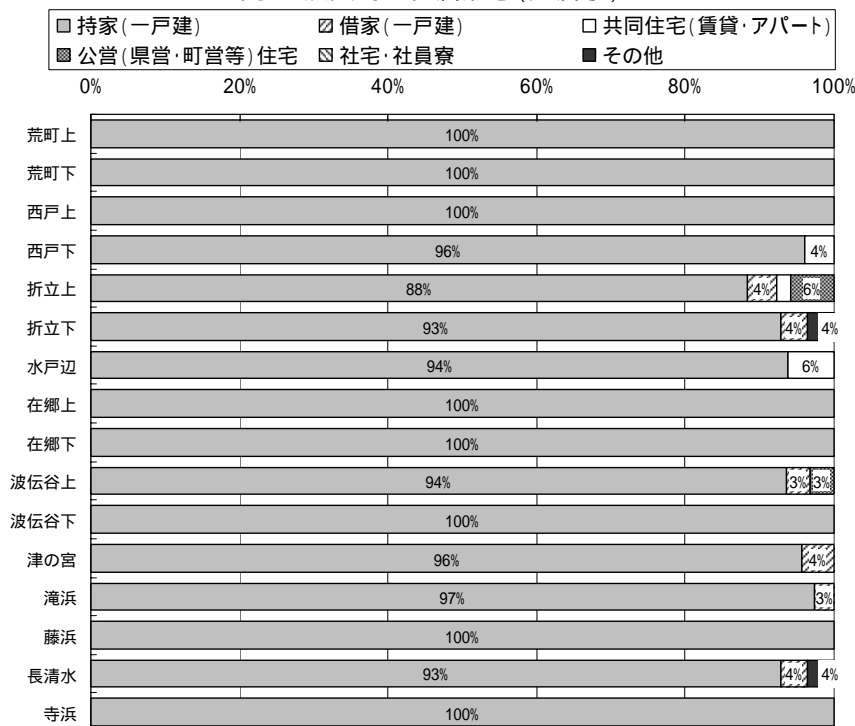 持家(一戸建) 借家(一戸建) 共同住宅(賃貸・アパート)
公営(県営・町営等)住宅 社宅・社員寮 その他
0% 20% 40% 60% 80% 100%
荒町上 100%
荒町下 100%
西戸上 100%
西戸下 96% 4%
折立上 88% 4% 6%
折立下 93% 4% 4%
水戸辺 94% 6%
在郷上 100%
在郷下 100%
波伝谷上 94% 3% 3%
波伝谷下 100%
津の宮 96% 4%
滝浜 97% 3%
藤浜 100%
長清水 93% 4% 4%
寺浜 100%